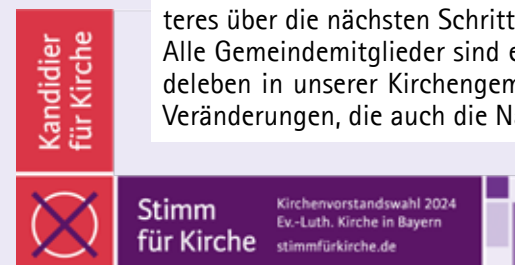 teres über die nächsten Schritt
Alle Gemeindemitglieder sind e
deleben in unserer Kirchengem
Veränderungen, die auch die Na
Kandidier
für Kirche
Stimm
für Kirche
Kirchenvorstandswahl 2024
Ev.-Luth. Kirche in Bayern
stimmfürkirche.de